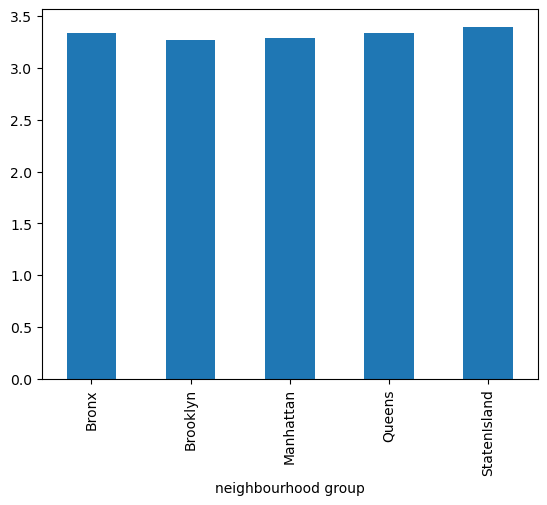 3.5
3.0
2.5
2.0
1.5
1.0
0.5
0.0
Bronx
Brooklyn
Manhattan
Queens
StatenIsland
neighbourhood group